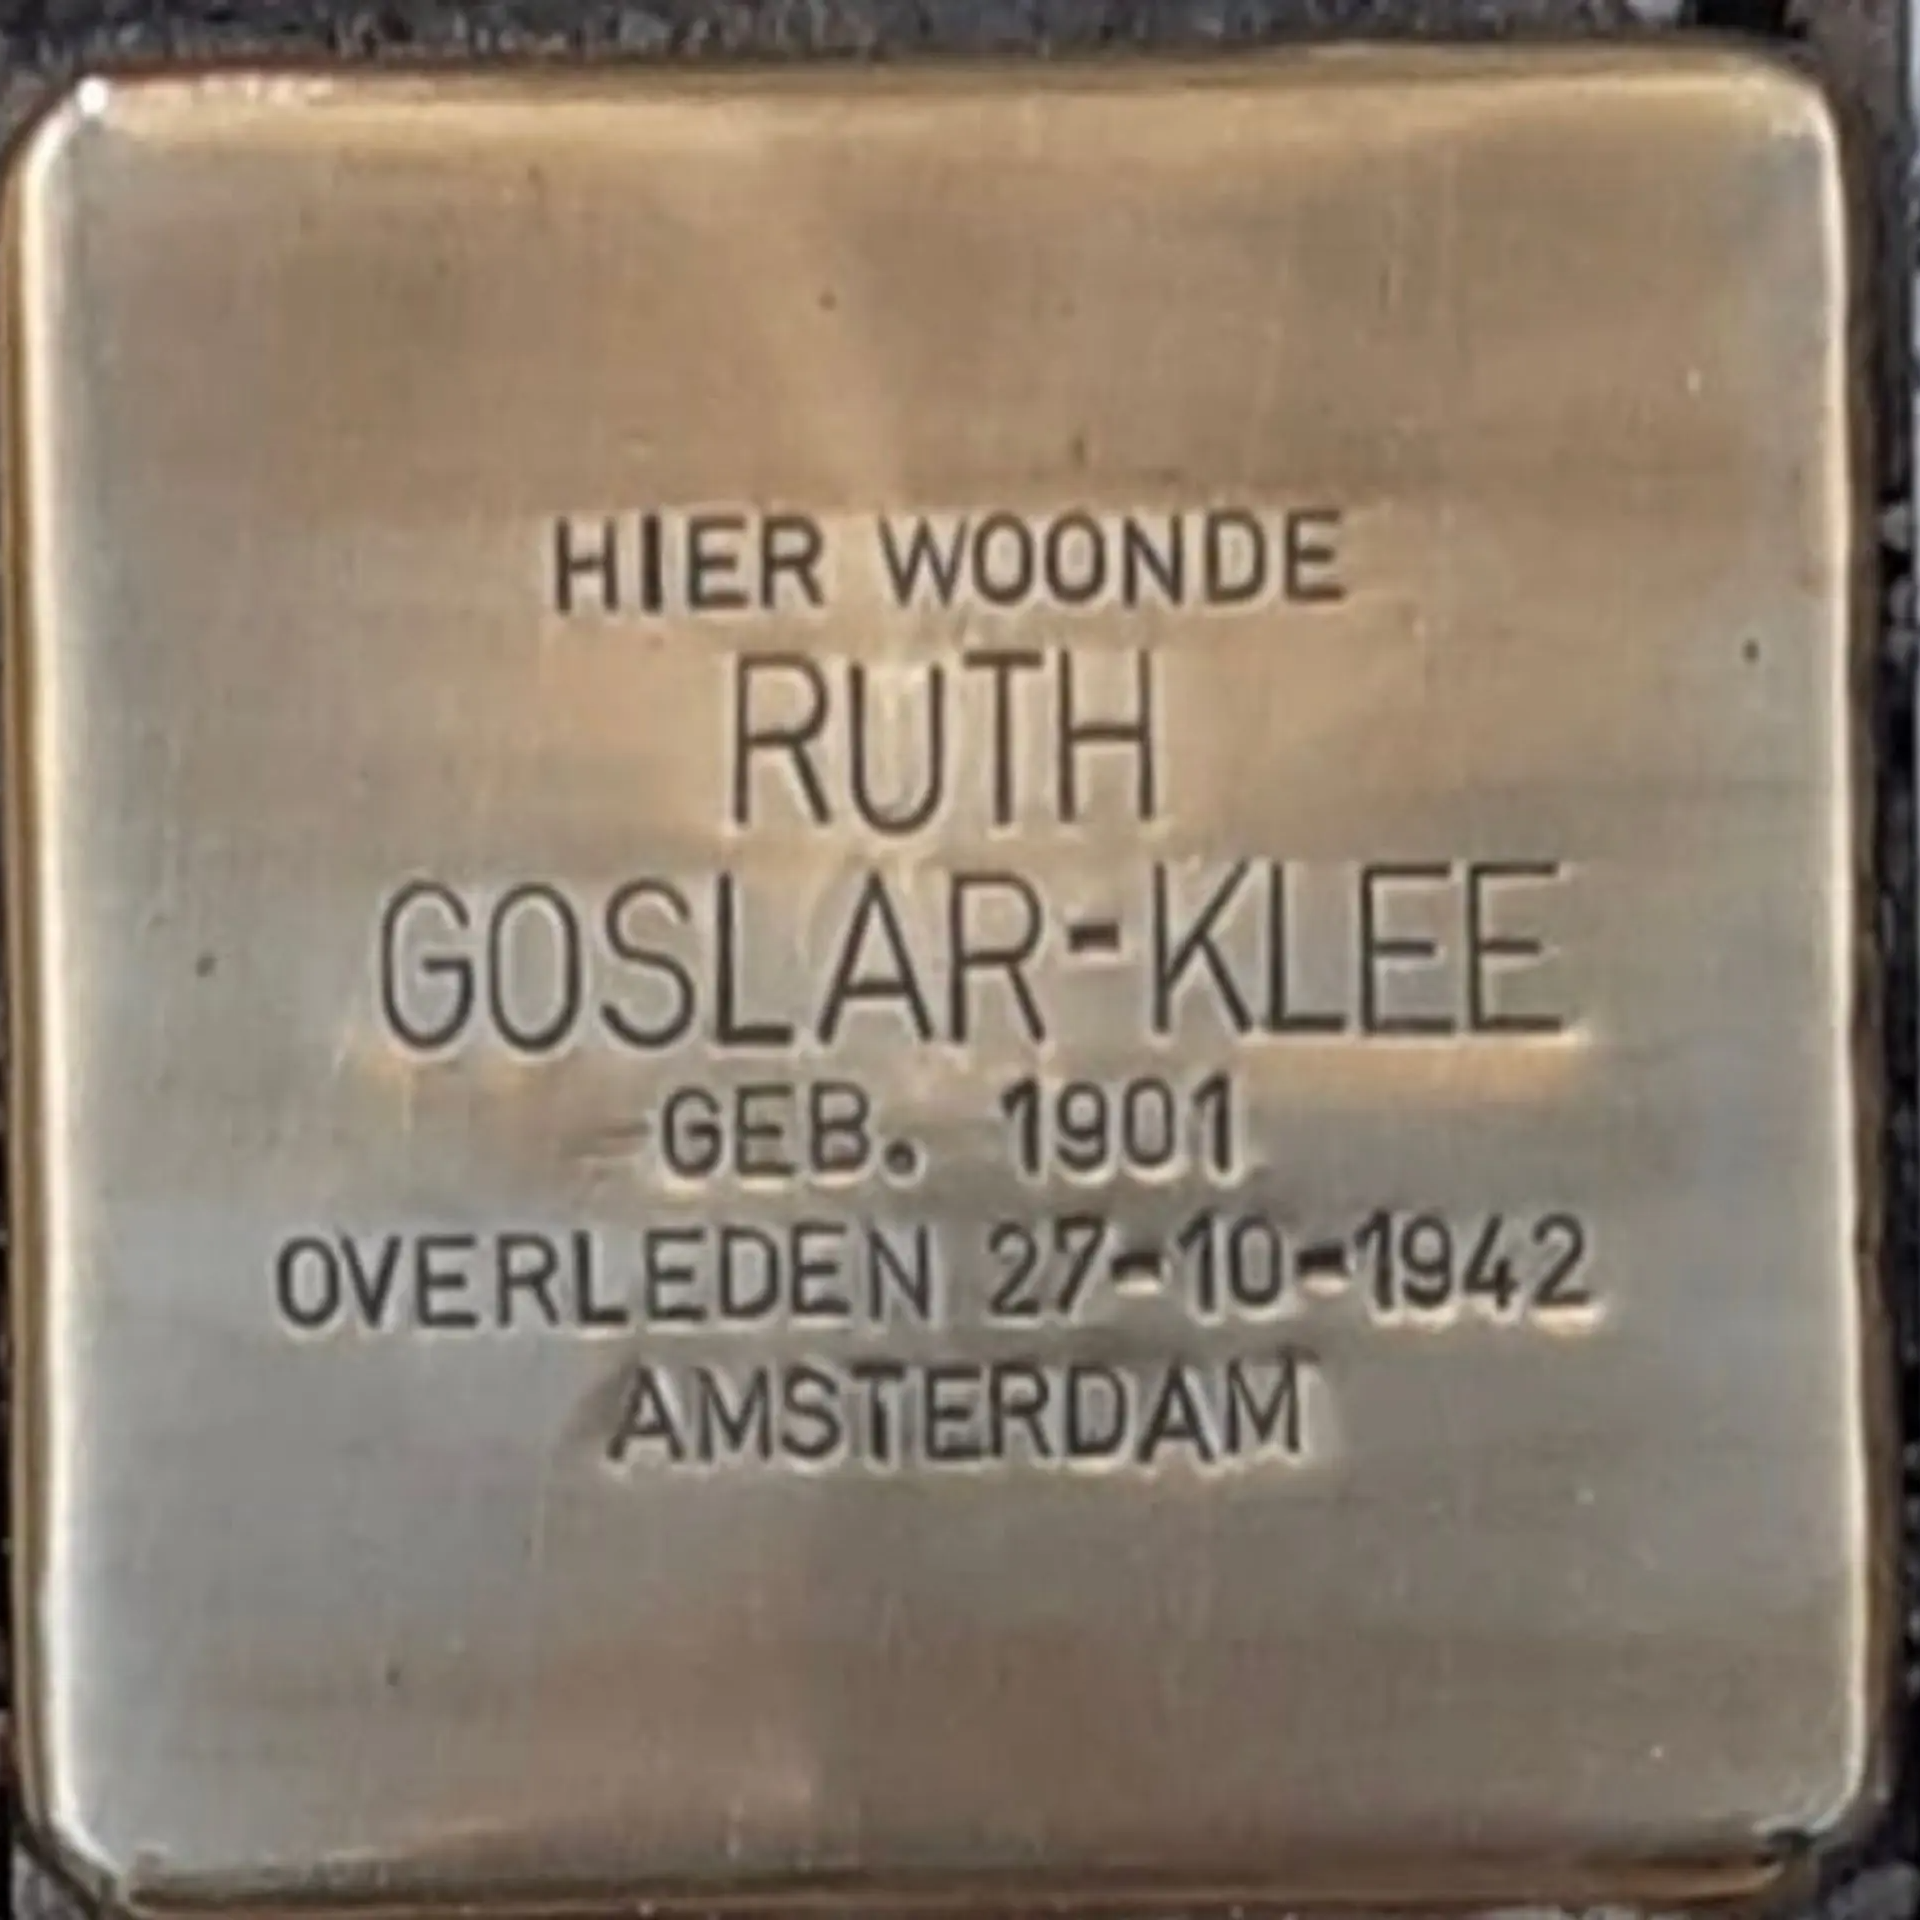 HIER WOONDE
RUTH
GOSLAR-KLEE
GEB. 1901
OVERLEDEN 27-10-1942
AMSTERDAM